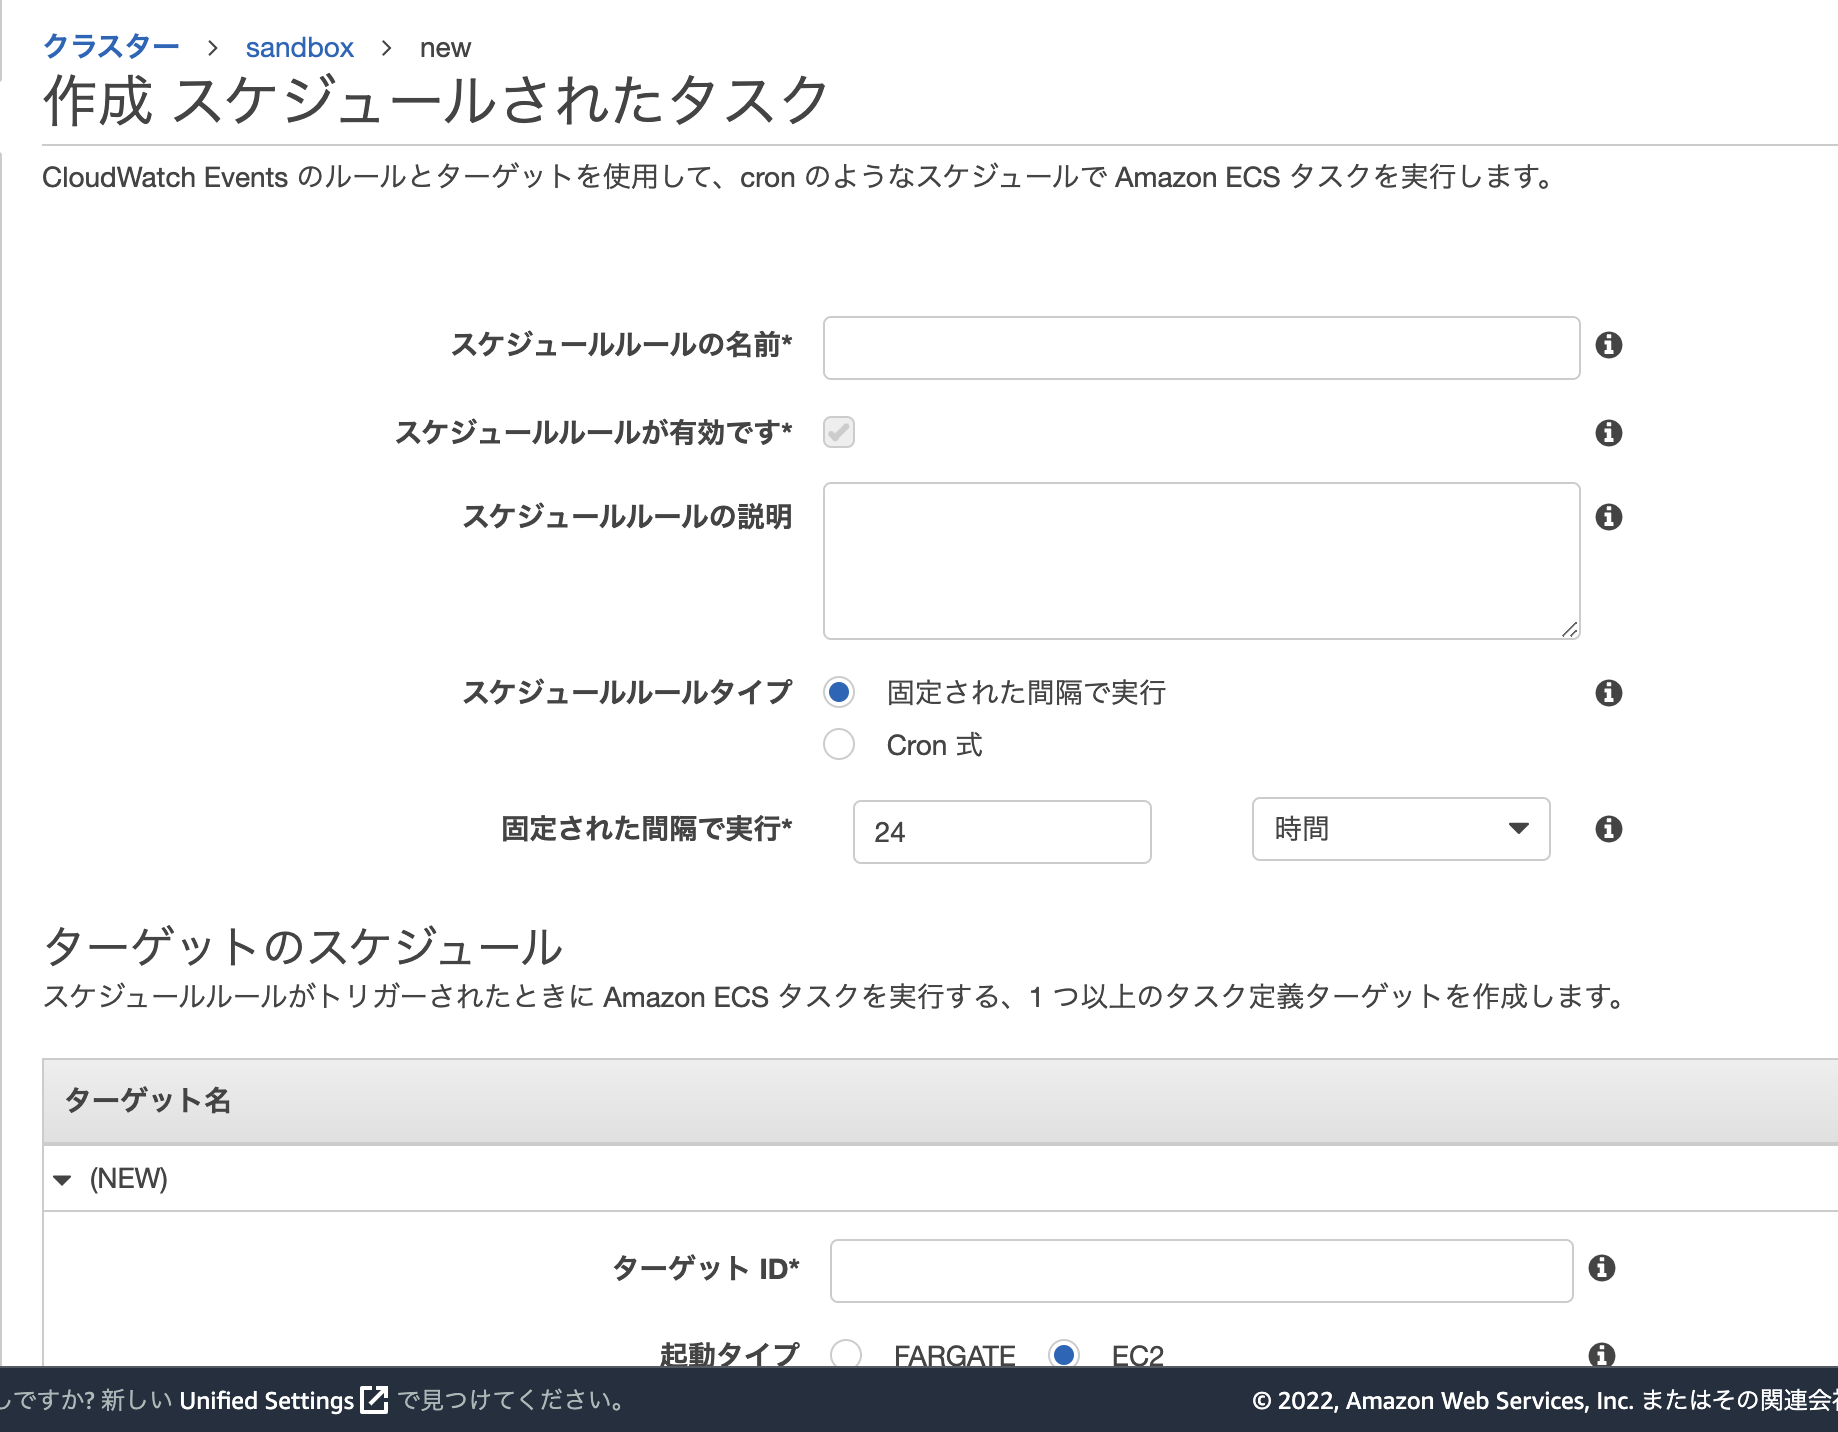 クラスター > sandbox > new
作成 スケジュールされたタスク
CloudWatch Events のルールとターゲットを使用して、cron のようなスケジュールで Amazon ECS タスクを実行します。
スケジュールルールの名前*
スケジュールルールが有効です*
スケジュールルールの説明
スケジュールルールタイプ
固定された間隔で実行
Cron 式
固定された間隔で実行* 24 時間
ターゲットのスケジュール
スケジュールルールがトリガーされたときに Amazon ECS タスクを実行する、1 つ以上のタスク定義ターゲットを作成します。
ターゲット名
(NEW)
ターゲット ID*
起動タイプ FARGATE EC2
しですか? 新しい Unified Settings で見つけてください。
© 2022, Amazon Web Services, Inc. またはその関連会社